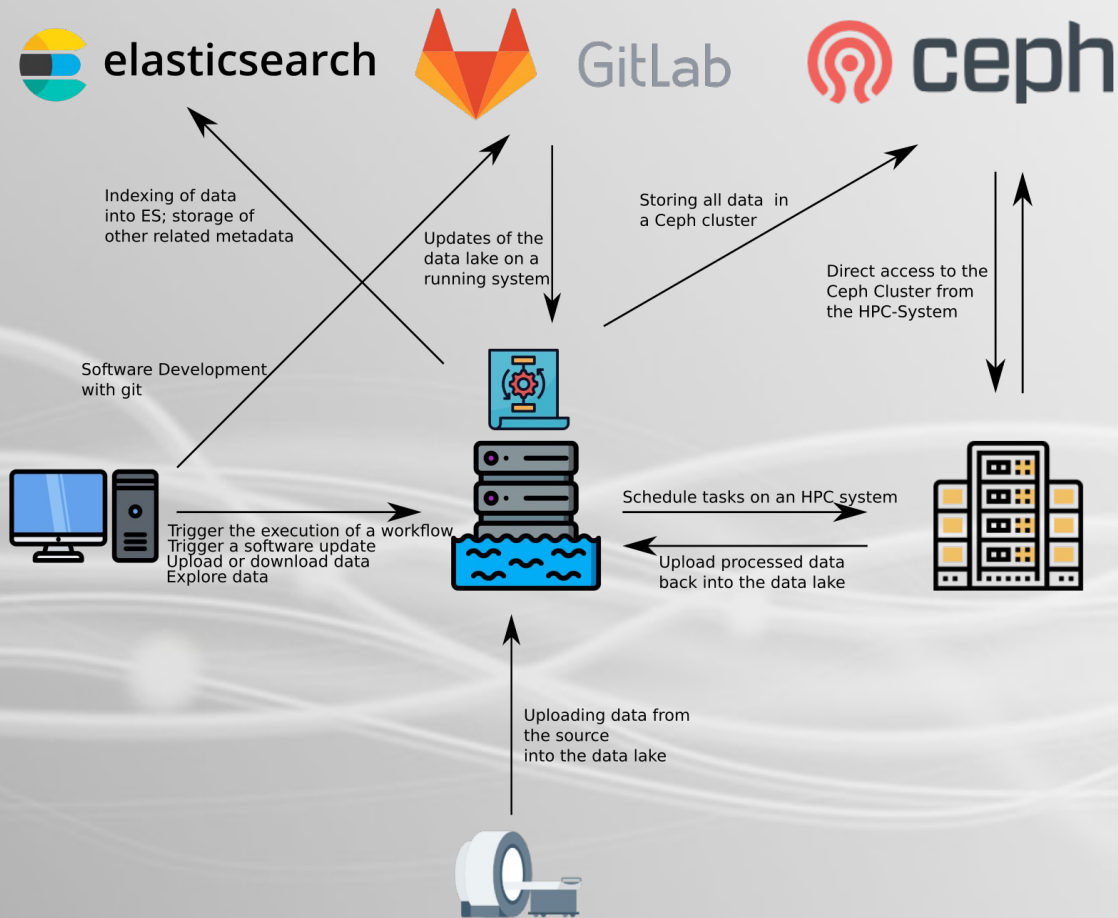 elasticsearch
GitLab
ceph
Indexing of data
into ES; storage of
other related metadata
Updates of the
data lake on a
running system
Storing all data  in
a Ceph cluster
Direct access to the
Ceph Cluster from
the HPC-System
Software Development
with git
Trigger the execution of a workflow
Trigger a software update
Upload or download data
Explore data
Schedule tasks on an HPC system
Upload processed data
back into the data lake
Uploading data from
the source
into the data lake